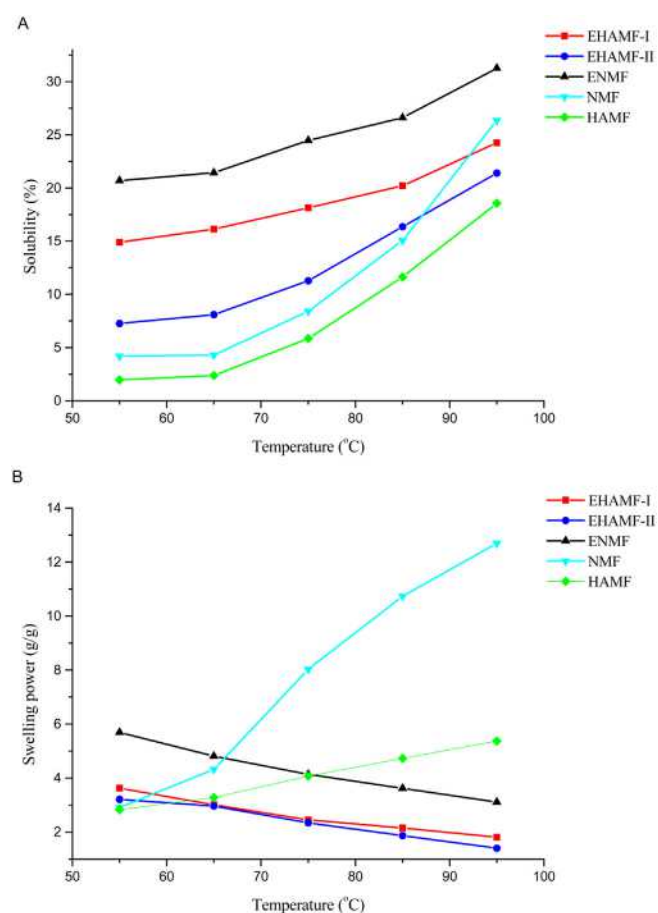 A
EHAMF-I
EHAMF-II
ENMF
NMF
HAMF
30
25
20
15
10
5
0
Solubility (%)
50 60 70 80 90 100
Temperature (°C)
B
EHAMF-I
EHAMF-II
ENMF
NMF
HAMF
14
12
10
8
6
4
2
Swelling power (g/g)
50 60 70 80 90 100
Temperature (°C)